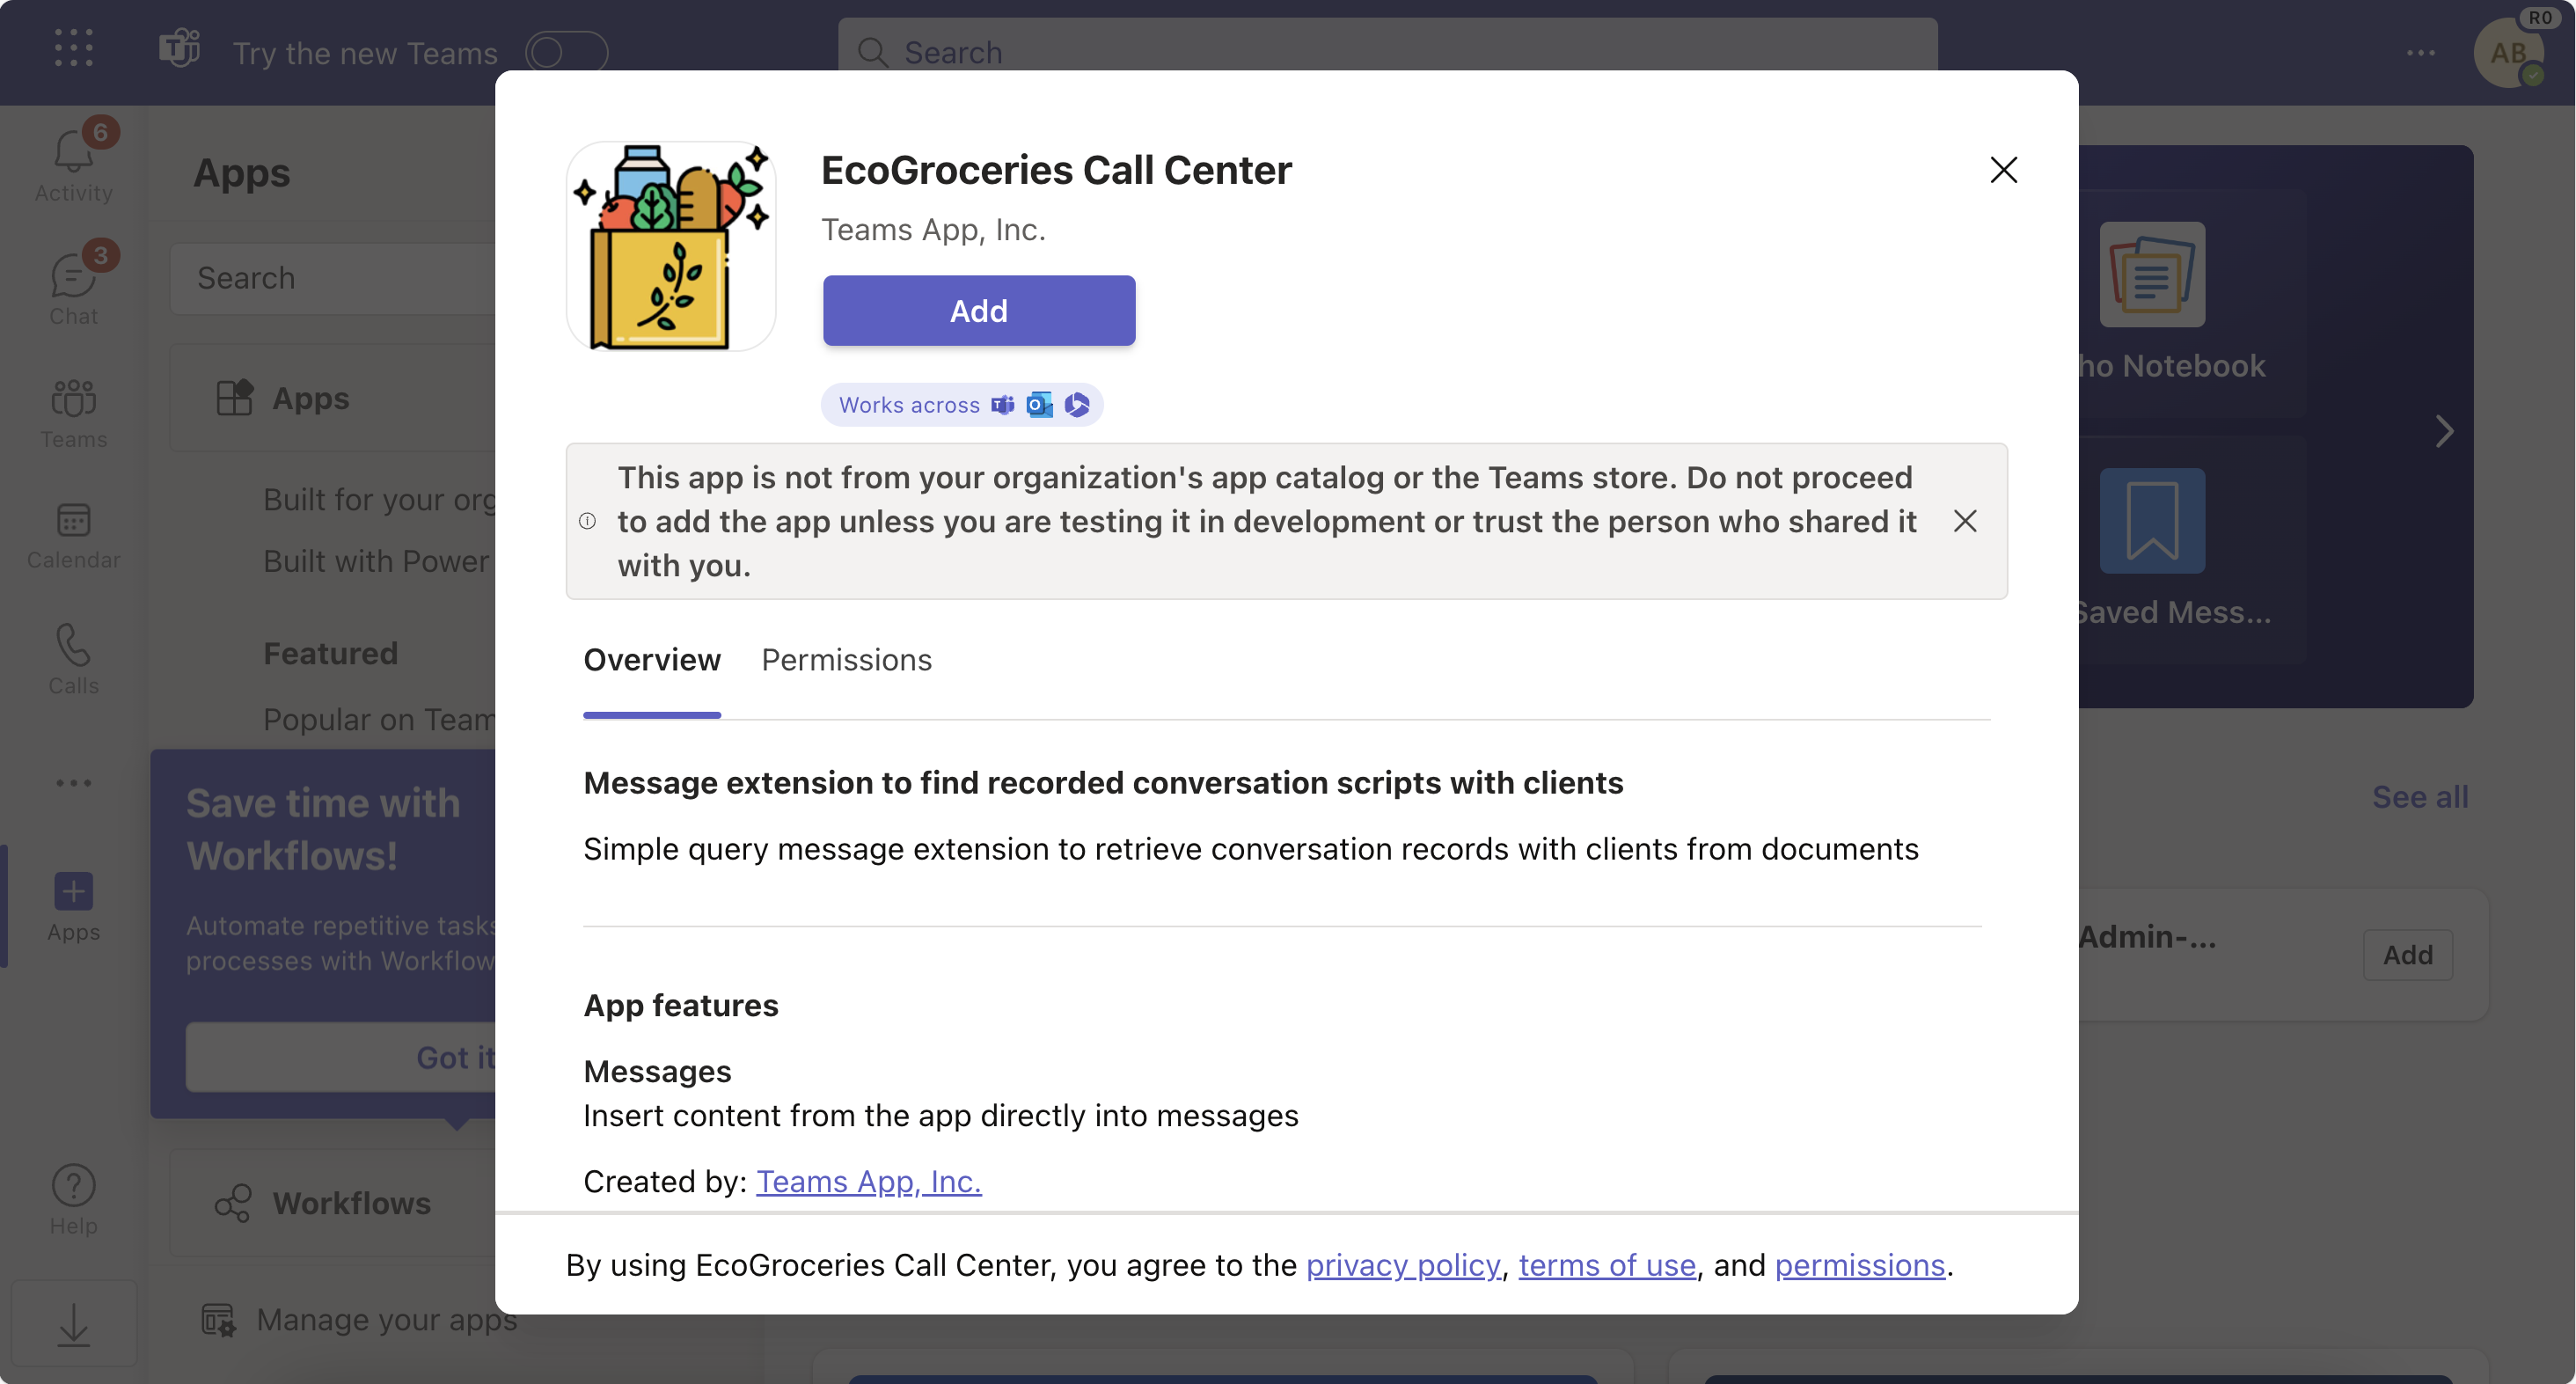 Try the new Teams
Search
R0
AB
6
Activity
3
Chat
Teams
Calendar
Calls
Apps
Help
Apps
Search
Apps
Built for your org
Built with Power
Featured
Popular on Team
Save time with
Workflows!
Automate repetitive tasks
processes with Workflow
Got it
Workflows
Manage your apps
EcoGroceries Call Center
Teams App, Inc.
Add
Works across
This app is not from your organization's app catalog or the Teams store. Do not proceed
to add the app unless you are testing it in development or trust the person who shared it
with you.
Overview Permissions
Message extension to find recorded conversation scripts with clients
Simple query message extension to retrieve conversation records with clients from documents
App features
Messages
Insert content from the app directly into messages
Created by: Teams App, Inc.
By using EcoGroceries Call Center, you agree to the privacy policy, terms of use, and permissions.
ho Notebook
Saved Mess...
See all
Admin-...
Add